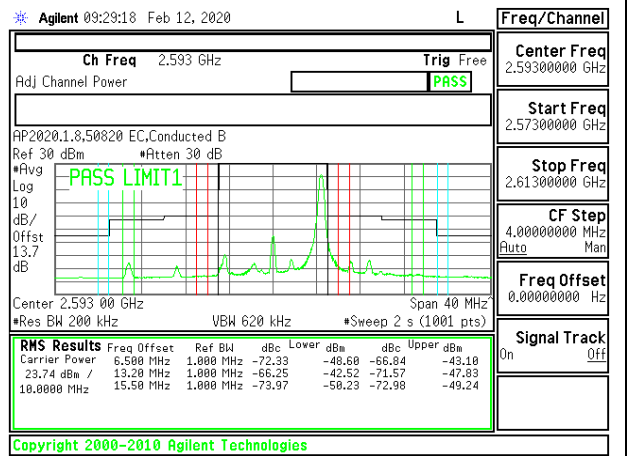 Agilent 09:29:18 Feb 12, 2020 L
Freq/Channel
Ch Freq 2.593 GHz Trig Free
Adj Channel Power PASS
AP2020.1.8,50820 EC,Conducted B
Ref 30 dBm #Atten 30 dB
#Avg
Log
10
dB/
Offst
13.7
dB
PASS LIMIT1
Center 2.593 00 GHz Span 40 MHz^
#Res BW 200 kHz VBW 620 kHz #Sweep 2 s (1001 pts)
RMS Results Freq Offset Ref BW dBc Lower dBm dBc Upper dBm
Carrier Power 6.500 MHz 1.000 MHz -72.33 -48.60 -66.84 -43.10
23.74 dBm / 13.20 MHz 1.000 MHz -66.25 -42.52 -71.57 -47.83
10.0000 MHz 15.50 MHz 1.000 MHz -73.97 -50.23 -72.98 -49.24
Copyright 2000-2010 Agilent Technologies
Center Freq
2.59300000 GHz
Start Freq
2.57300000 GHz
Stop Freq
2.61300000 GHz
CF Step
4.00000000 MHz
Auto Man
Freq Offset
0.00000000 Hz
Signal Track
On Off